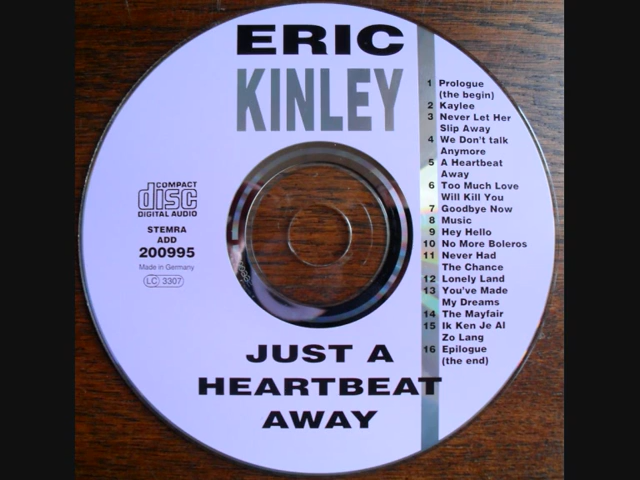 ERIC
KINLEY
1 Prologue
(the begin)
2 Kaylee
3 Never Let Her
Slip Away
4 We Don't talk
Anymore
5 A Heartbeat
Away
6 Too Much Love
Will Kill You
7 Goodbye Now
8 Music
9 Hey Hello
10 No More Boleros
11 Never Had
The Chance
12 Lonely Land
13 You've Made
My Dreams
14 The Mayfair
15 Ik Ken Je Al
Zo Lang
16 Epilogue
(the end)
COMPACT
disc
DIGITAL AUDIO
STEMRA
ADD
200995
Made in Germany
LC 3307
JUST A
HEARTBEAT
AWAY